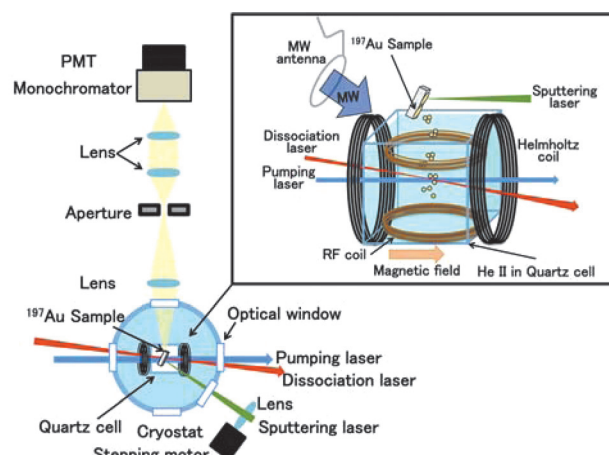 PMT
Monochromator
Lens
Aperture
Lens
197Au Sample
Optical window
Pumping laser
Dissociation laser
Lens
Sputtering laser
Quartz cell
Cryostat
Stepping motor
MW
antenna
197Au Sample
MW
Sputtering
laser
Dissociation
laser
Pumping
laser
Helmholtz
coil
RF coil
Magnetic field
He II in Quartz cell